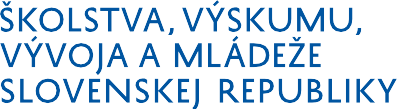 ŠKOLSTVA, VÝSKUMU,
VÝVOJA A MLÁDEŽE
SLOVENSKEJ REPUBLIKY